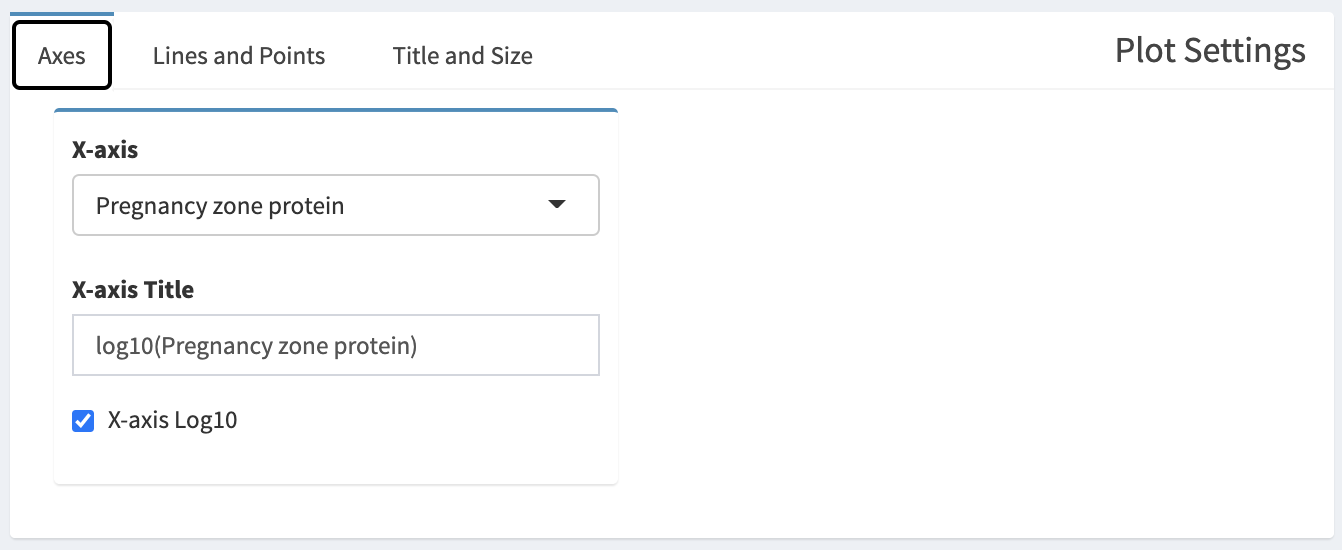 Axes
Lines and Points
Title and Size
Plot Settings
X-axis
Pregnancy zone protein
X-axis Title
log10(Pregnancy zone protein)
X-axis Log10